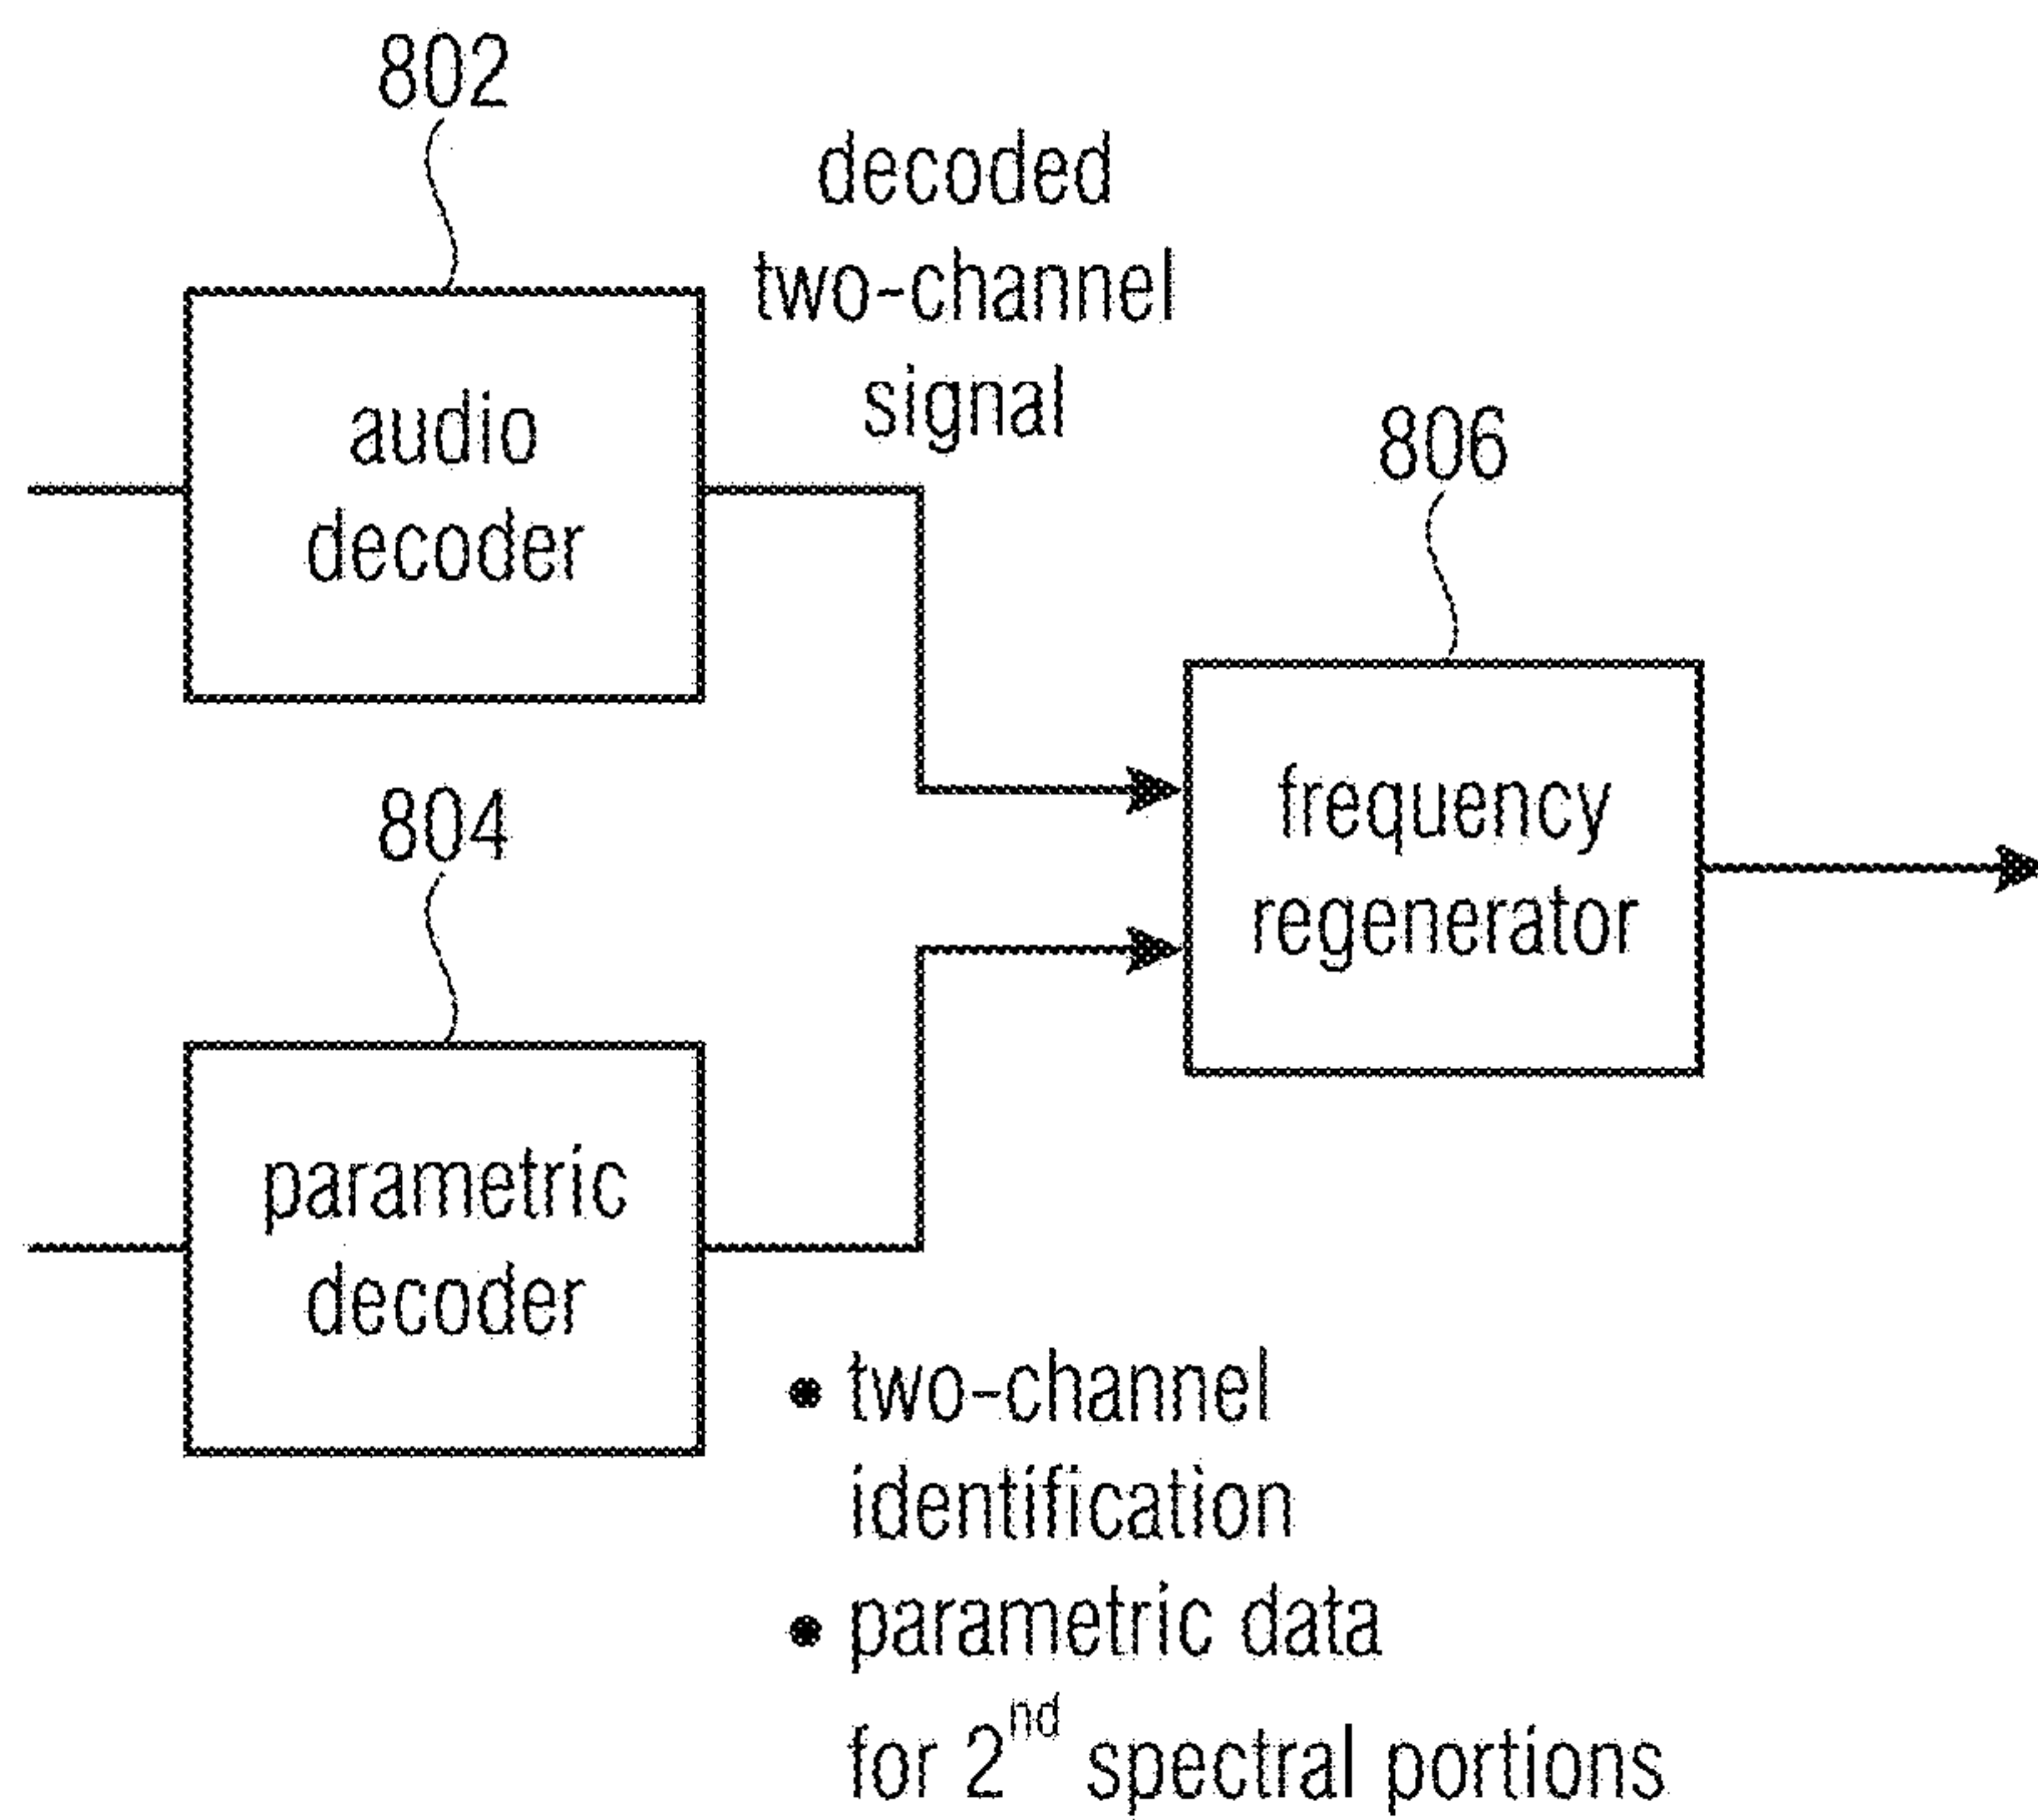 802
decoded
two-channel
signal
audio
decoder
806
frequency
regenerator
804
parametric
decoder
• two-channel
identification
• parametric data
for 2nd spectral portions